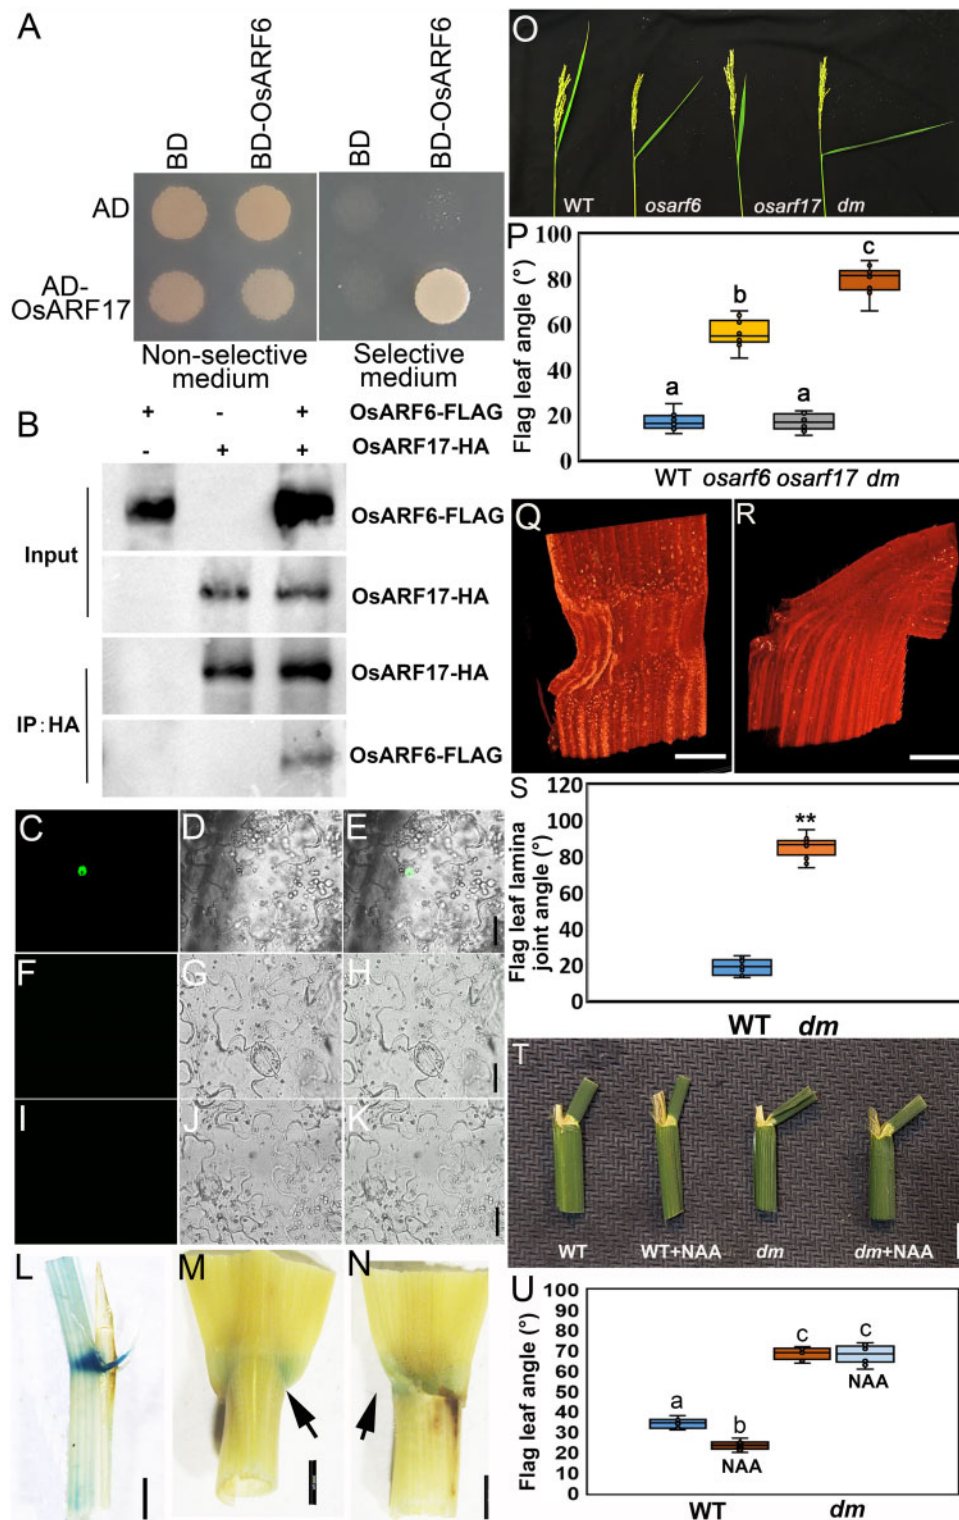 A
BD
BD-OsARF6
BD
BD-OsARF6
AD
AD-
OsARF17
Non-selective
medium
Selective
medium
B
+ - + OsARF6-FLAG
- + + OsARF17-HA
Input
OsARF6-FLAG
OsARF17-HA
IP:HA
OsARF17-HA
OsARF6-FLAG
C D E
F G H
I J K
L M N
O
WT osarf6 osarf17 dm
P
Flag leaf angle (°)
100
80
60
40
20
0
a b a c
WT osarf6 osarf17 dm
Q R
S
Flag leaf lamina
joint angle (°)
120
100
80
60
40
20
0
**
WT dm
T
WT WT+NAA dm dm+NAA
U
Flag leaf angle (°)
100
90
80
70
60
50
40
30
20
10
0
a b c c
NAA NAA
WT dm